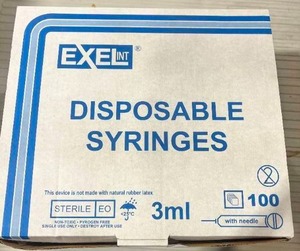 EXEL INT ®
DISPOSABLE
SYRINGES
This device is not made with natural rubber latex
STERILE EO <25°C 3ml 100
NON-TOXIC • PYROGEN FREE
SINGLE USE ONLY • DESTROY AFTER USE
with needle